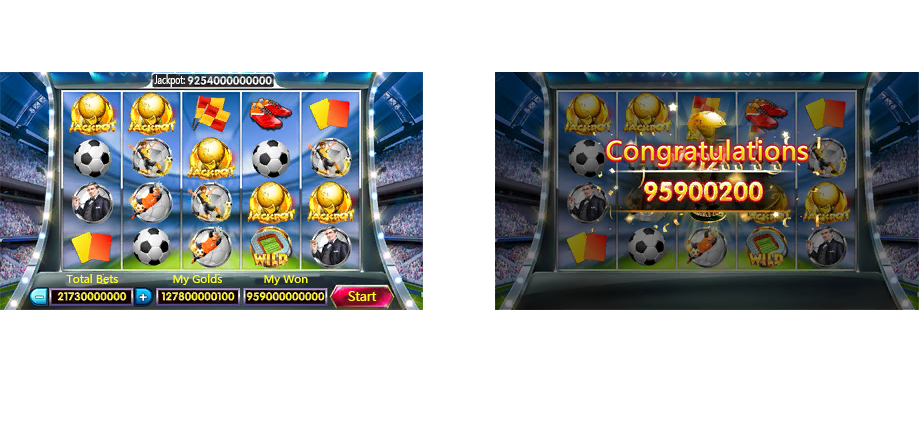 Jackpot: 9254000000000
JACKPOT JACKPOT
JACKPOT
JACKPOT JACKPOT
WILD
Total Bets My Golds My Won
21730000000 127800000100 959000000000 Start
JACKPOT JACKPOT
Congratulations
95900200
JACKPOT
WILD